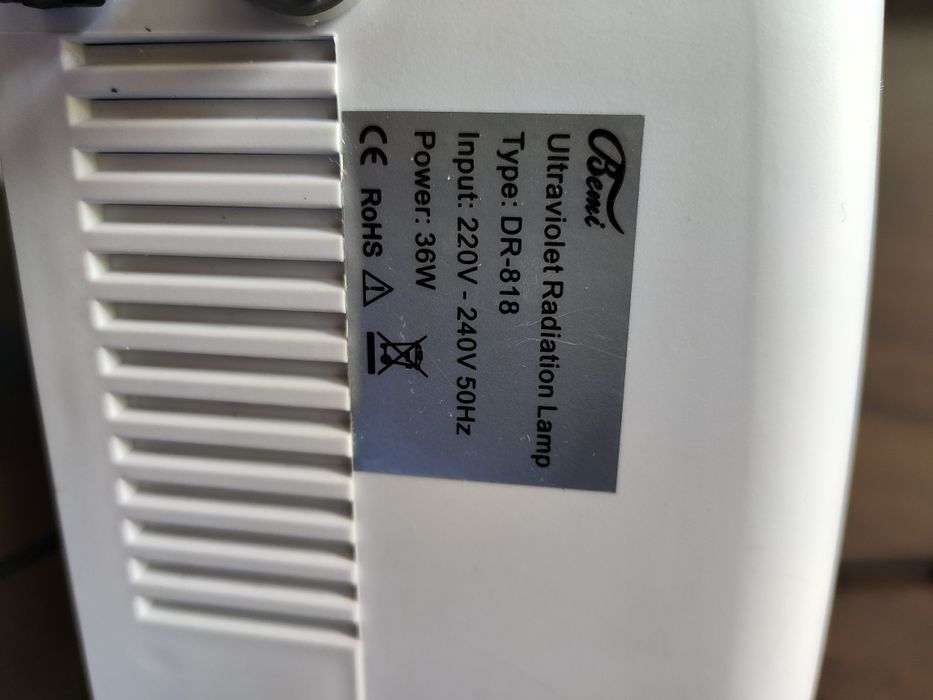 Bemi
Ultraviolet Radiation Lamp
Type: DR-818
Input: 220V - 240V 50Hz
Power: 36W
CE RoHS